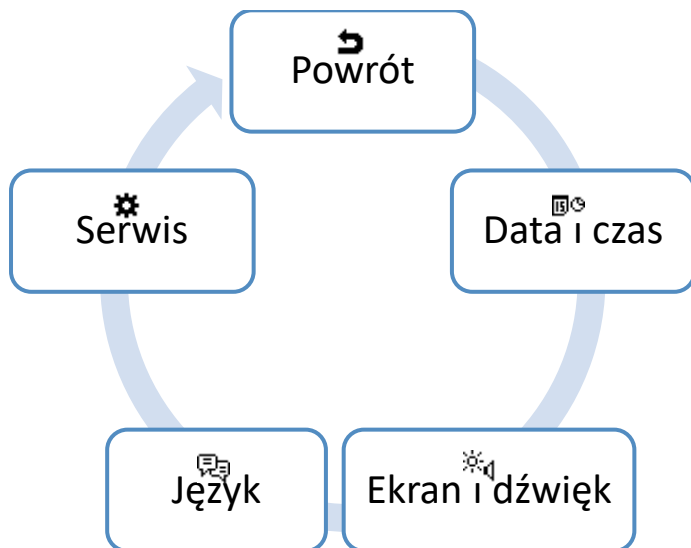 Powrót
Data i czas
Ekran i dźwięk
Język
Serwis